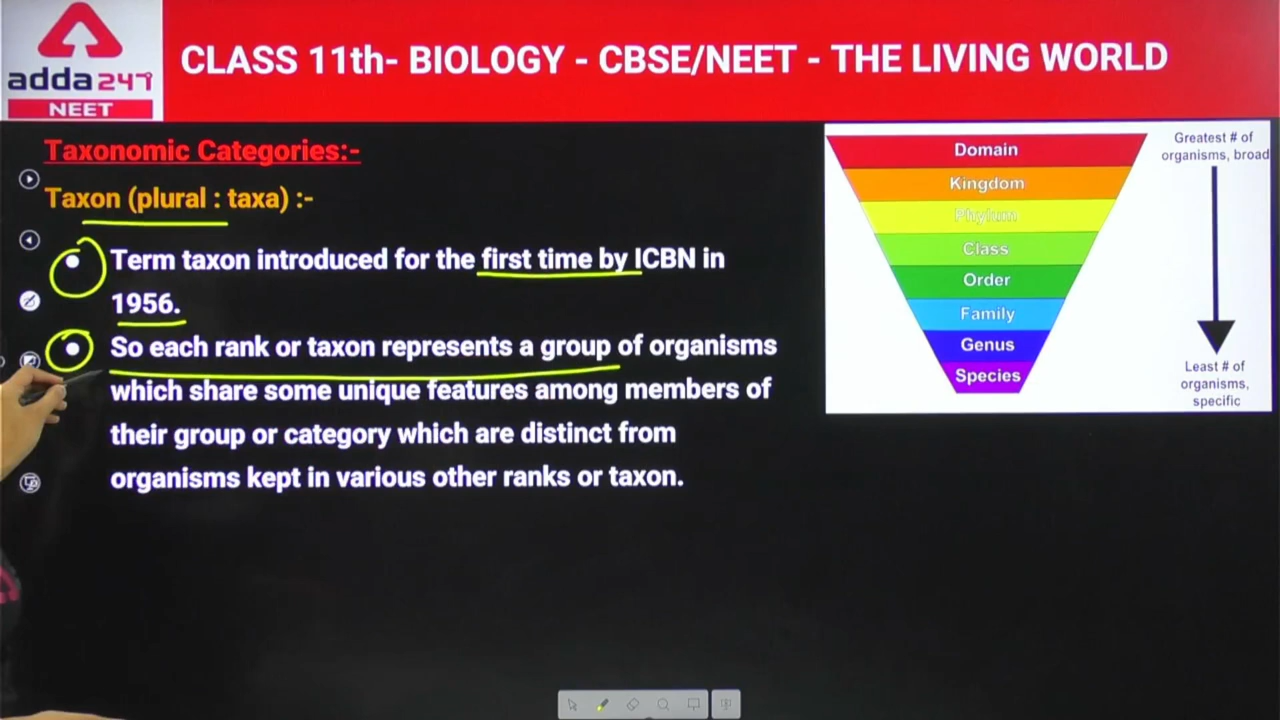 adda247
NEET
CLASS 11th- BIOLOGY - CBSE/NEET - THE LIVING WORLD
Taxonomic Categories:-
Taxon (plural : taxa) :-
Term taxon introduced for the first time by ICBN in
1956.
So each rank or taxon represents a group of organisms
which share some unique features among members of
their group or category which are distinct from
organisms kept in various other ranks or taxon.
Domain
Kingdom
Phylum
Class
Order
Family
Genus
Species
Greatest # of
organisms, broad
Least # of
organisms,
specific